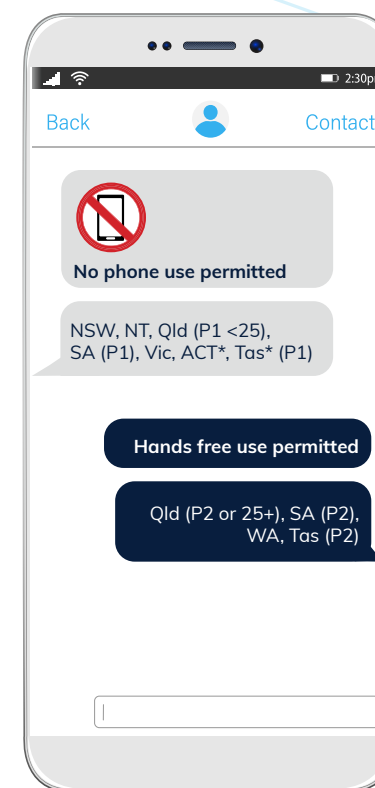 2:30p
Back
Contact
No phone use permitted
NSW, NT, Qld (P1 <25),
SA (P1), Vic, ACT*, Tas* (P1)
Hands free use permitted
Qld (P2 or 25+), SA (P2),
WA, Tas (P2)